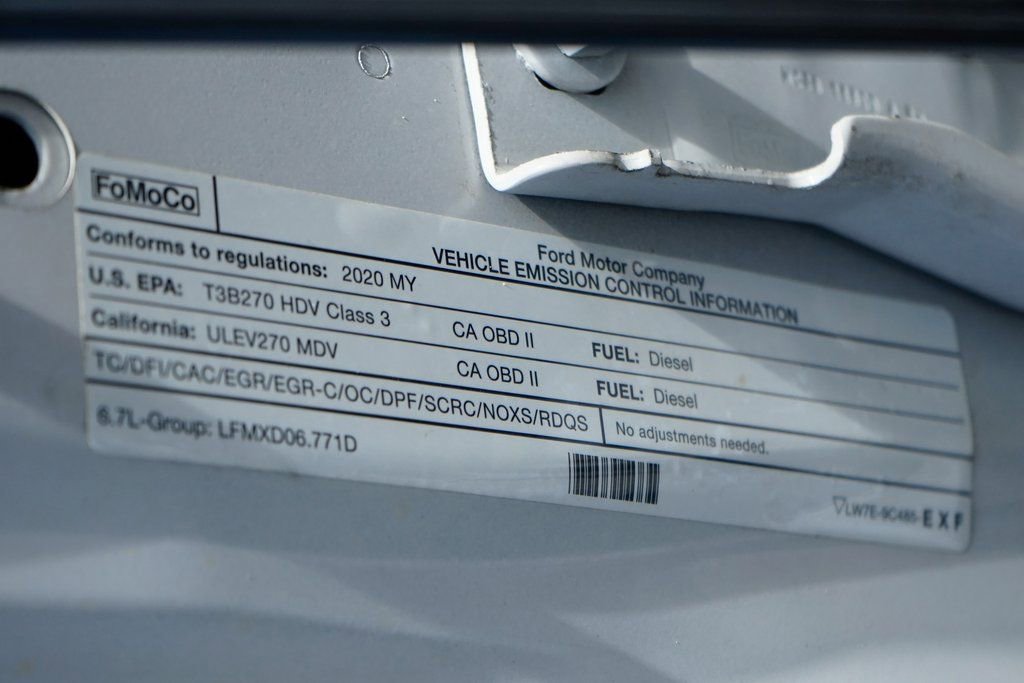 FoMoCo
Ford Motor Company
VEHICLE EMISSION CONTROL INFORMATION
Conforms to regulations: 2020 MY
U.S. EPA: T3B270 HDV Class 3 CA OBD II FUEL: Diesel
California: ULEV270 MDV CA OBD II FUEL: Diesel
TC/DFI/CAC/EGR/EGR-C/OC/DPF/SCRC/NOXS/RDQS No adjustments needed.
6.7L-Group: LFMXD06.771D
LW7E-9C485- EXF